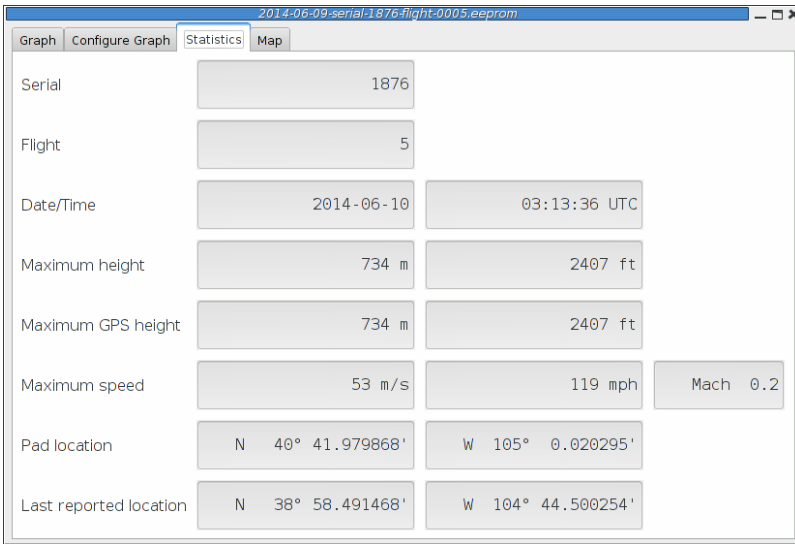 2014-06-09-serial-1876-flight-0005.eeprom
Graph Configure Graph Statistics Map
Serial 1876
Flight 5
Date/Time 2014-06-10 03:13:36 UTC
Maximum height 734 m 2407 ft
Maximum GPS height 734 m 2407 ft
Maximum speed 53 m/s 119 mph Mach 0.2
Pad location N 40° 41.979868' W 105° 0.020295'
Last reported location N 38° 58.491468' W 104° 44.500254'